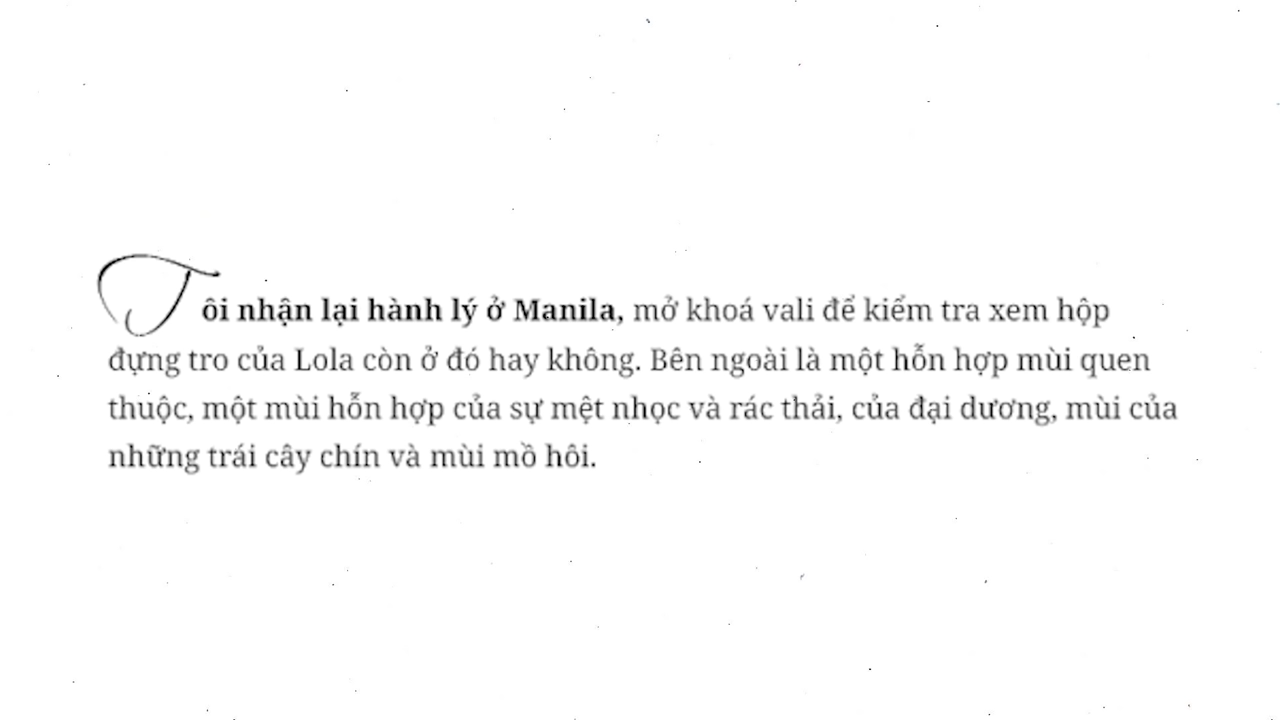 Tôi nhận lại hành lý ở Manila, mở khoá vali để kiểm tra xem hộp
đựng tro của Lola còn ở đó hay không. Bên ngoài là một hỗn hợp mùi quen
thuộc, một mùi hỗn hợp của sự mệt nhọc và rác thải, của đại dương, mùi của
những trái cây chín và mùi mồ hôi.